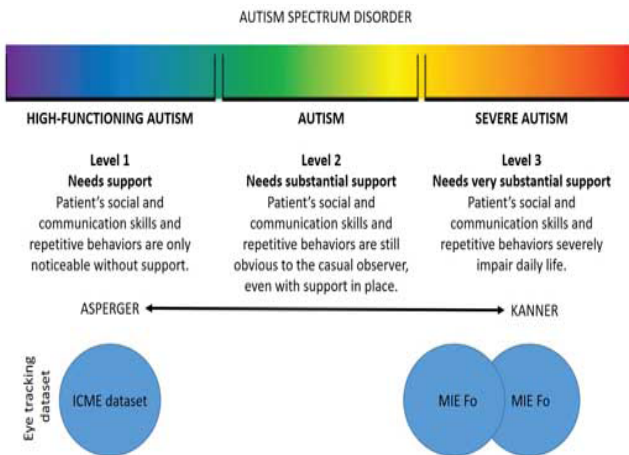 AUTISM SPECTRUM DISORDER
HIGH-FUNCTIONING AUTISM
Level 1
Needs support
Patient's social and
communication skills and
repetitive behaviors are only
noticeable without support.
AUTISM
Level 2
Needs substantial support
Patient's social and
communication skills and
repetitive behaviors are still
obvious to the casual observer,
even with support in place.
SEVERE AUTISM
Level 3
Needs very substantial support
Patient's social and
communication skills and
repetitive behaviors severely
impair daily life.
ASPERGER
KANNER
Eye tracking
dataset
ICME dataset
MIE Fo
MIE Fo